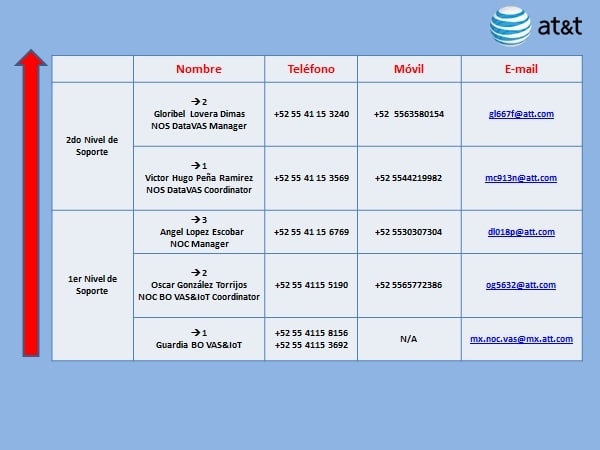 at&t
Nombre Teléfono Móvil E-mail
2do Nivel de
Soporte
→ 2
Gloribel Lovera Dimas
NOS DataVAS Manager
+52 55 41 15 3240
+52 5563580154
gl667f@att.com
→ 1
Victor Hugo Peña Ramirez
NOS DataVAS Coordinator
+52 55 41 15 3569
+52 5544219982
mc913n@att.com
1er Nivel de
Soporte
→ 3
Angel Lopez Escobar
NOC Manager
+52 55 41 15 6769
+52 5530307304
dl018p@att.com
→ 2
Oscar González Torrijos
NOC BO VAS&IoT Coordinator
+52 55 4115 5190
+52 5565772386
og5632@att.com
→ 1
Guardia BO VAS&IoT
+52 55 4115 8156
+52 55 4115 3692
N/A
mx.noc.vas@mx.att.com